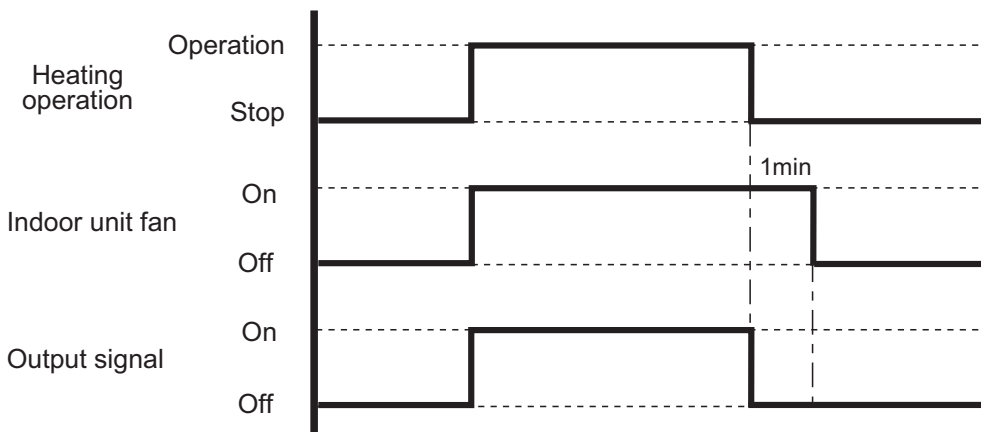 Operation
Heating
operation
Stop
1min
On
Indoor unit fan
Off
On
Output signal
Off